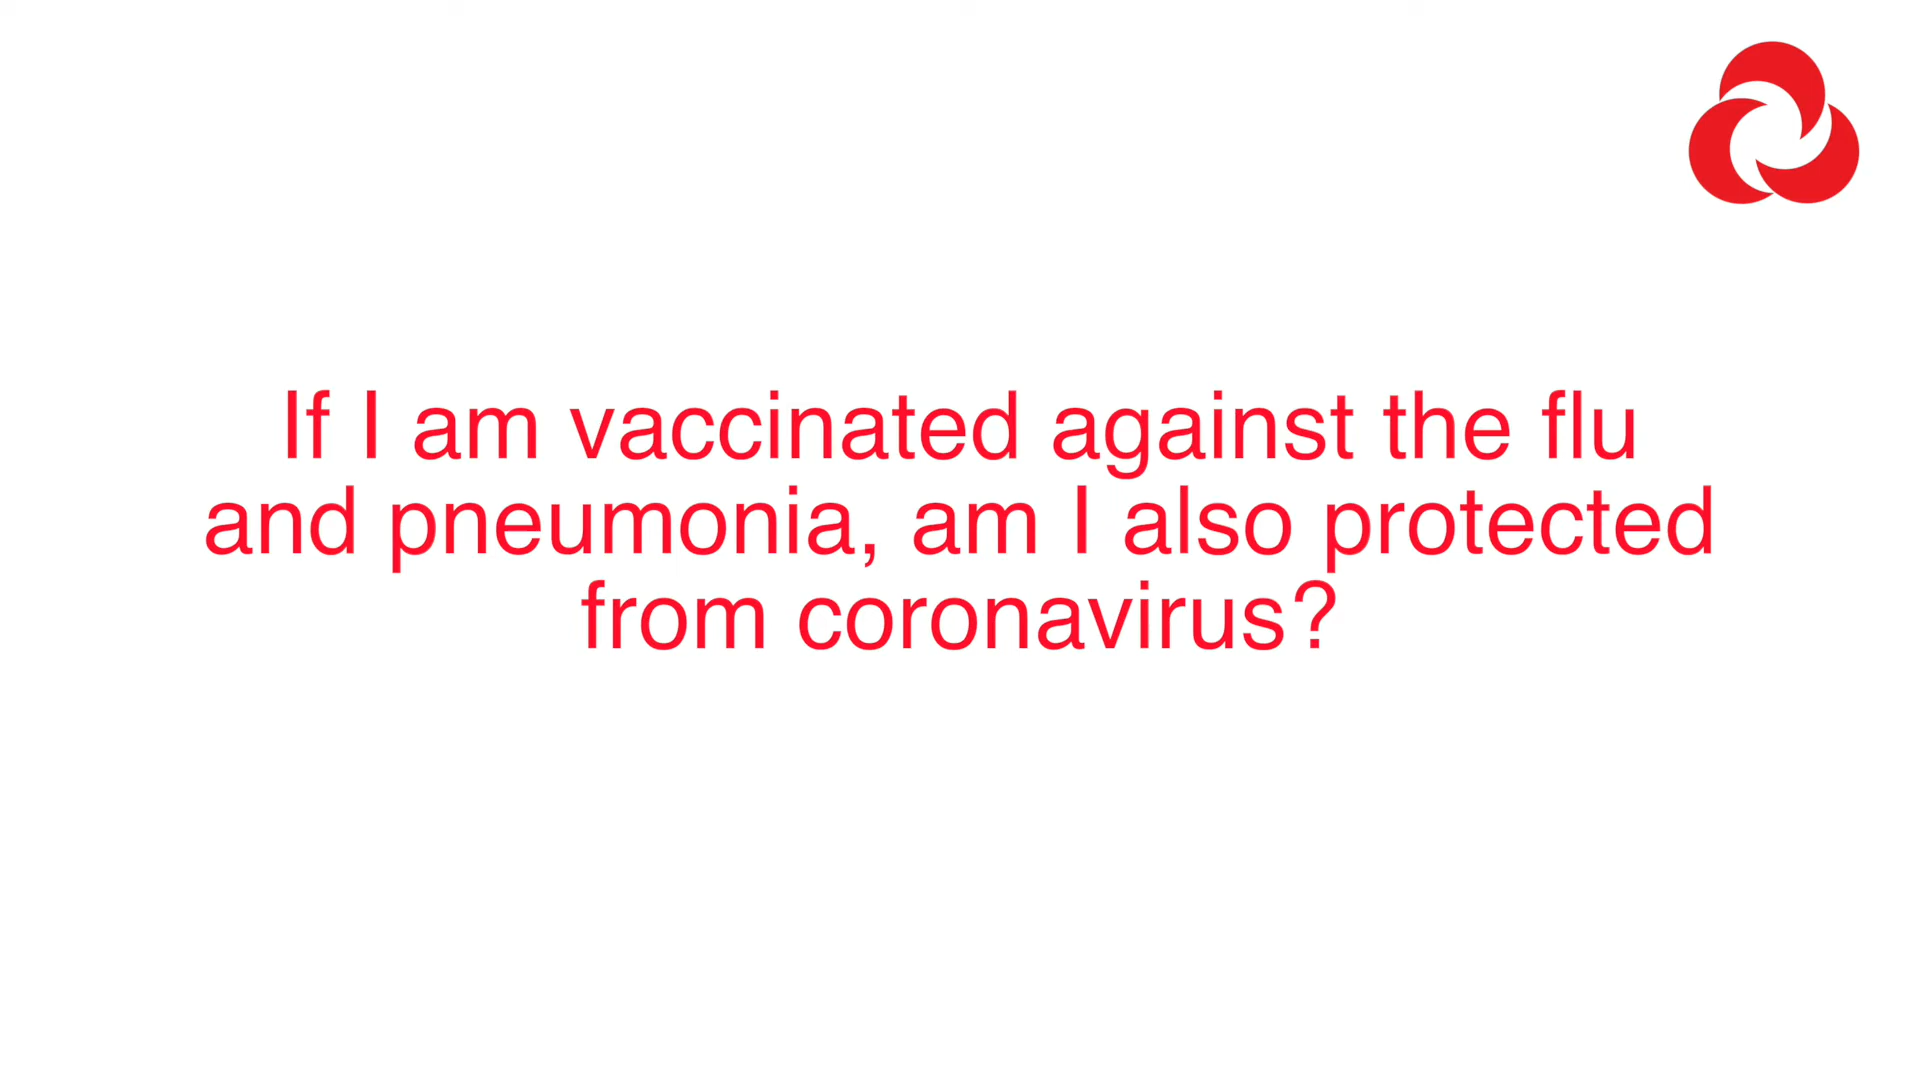 If I am vaccinated against the flu
and pneumonia, am I also protected
from coronavirus?